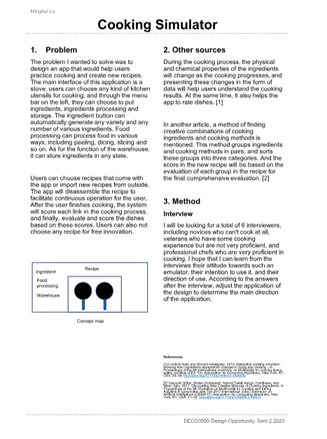 Mingkai Lu
Cooking Simulator
1. Problem
The problem I wanted to solve was to
design an app that would help users
practice cooking and create new recipes.
The main interface of this application is a
stove, users can choose any kind of kitchen
utensils for cooking, and through the menu
bar on the left, they can choose to put
ingredients, ingredients processing and
storage. The ingredient button can
automatically generate any variety and any
number of various ingredients, Food
processing can process food in various
ways, including peeling, dicing, slicing and
so on. As for the function of the warehouse,
it can store ingredients in any state.
Users can choose recipes that come with
the app or import new recipes from outside.
The app will disassemble the recipe to
facilitate continuous operation for the user.
After the user finishes cooking, the system
will score each link in the cooking process,
and finally, evaluate and score the dishes
based on these scores. Users can also not
choose any recipe for free innovation.
Recipe
Ingredient
Food
processing
Warehouse
Concept map
2. Other sources
During the cooking process, the physical
and chemical properties of the ingredients
will change as the cooking progresses, and
presenting these changes in the form of
data will help users understand the cooking
results. At the same time, it also helps the
app to rate dishes. [1]
In another article, a method of finding
creative combinations of cooking
ingredients and cooking methods is
mentioned. This method groups ingredients
and cooking methods in pairs, and sorts
these groups into three categories. And the
score in the new recipe will be based on the
evaluation of each group in the recipe for
the final comprehensive evaluation. [2]
3. Method
Interview
I will be looking for a total of 6 interviewers,
including novices who can't cook at all,
veterans who have some cooking
experience but are not very proficient, and
professional chefs who are very proficient in
cooking. I hope that I can learn from the
interviews their attitude towards such an
emulator, their intention to use it, and their
direction of use. According to the answers
after the interview, adjust the application of
the design to determine the main direction
of the application.
References:
DECO3500 Design Opportunity, Sem 2 2023